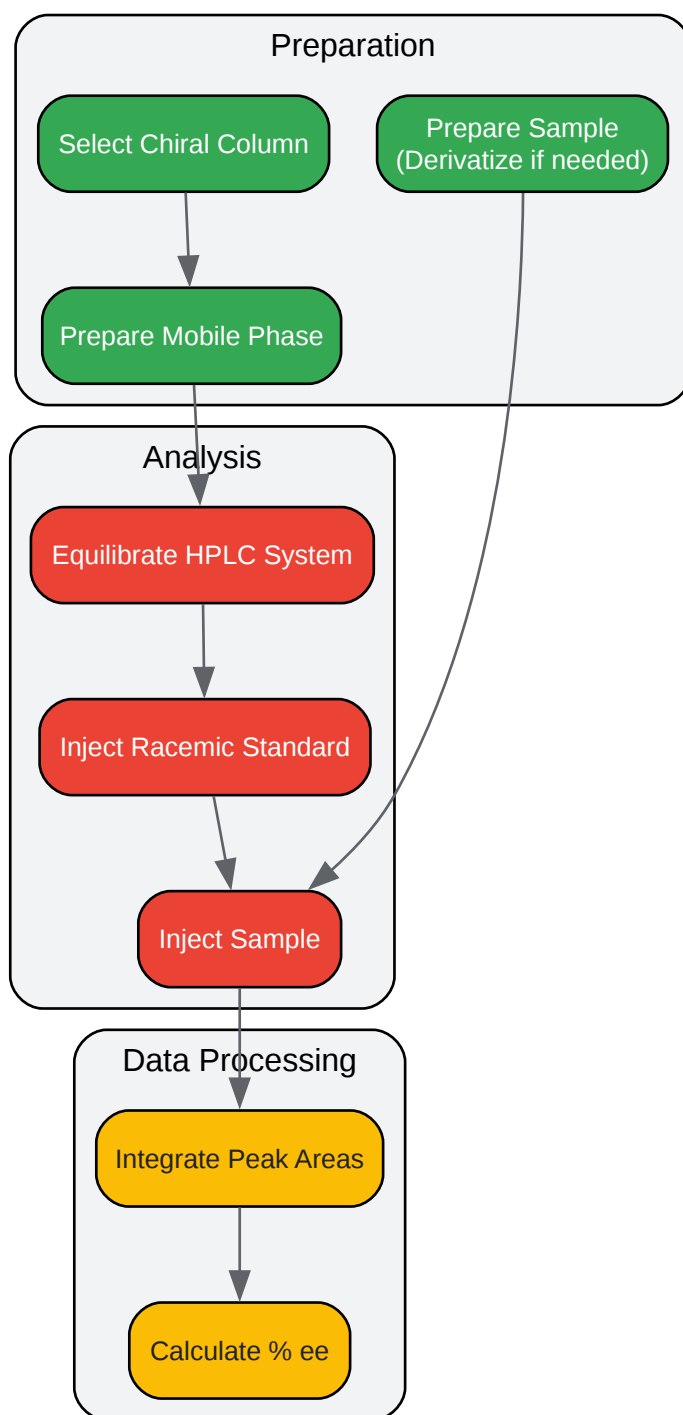 Preparation
Select Chiral Column
Prepare Sample
(Derivatize if needed)
Prepare Mobile Phase
Analysis
Equilibrate HPLC System
Inject Racemic Standard
Inject Sample
Data Processing
Integrate Peak Areas
Calculate % ee